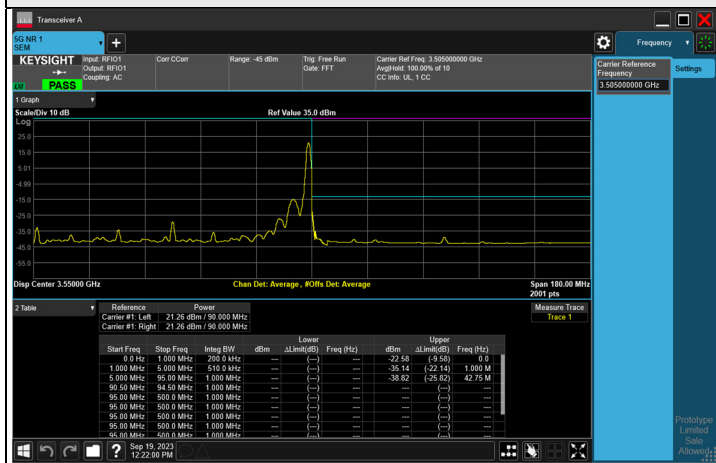 Transceiver A
5G NR 1
SEM
Frequency
KEYSIGHT
Input: RFIO1
Output: RFIO1
Coupling: AC
Corr CCorr
Range: -45 dBm
Trig: Free Run
Gate: FFT
Carrier Ref Freq: 3.505000000 GHz
Avg|Hold: 100.00% of 10
CC Info: UL, 1 CC
LW PASS
Carrier Reference
Frequency
3.505000000 GHz
Settings
1 Graph
Scale/Div 10 dB
Ref Value 35.0 dBm
Log
25.0
15.0
5.01
-4.99
-15.0
-25.0
-35.0
-45.0
-55.0
Disp Center 3.55000 GHz
Chan Det: Average, #Offs Det: Average
Span 180.00 MHz
2001 pts
2 Table
Reference Power
Carrier #1: Left 21.26 dBm / 90.000 MHz
Carrier #1: Right 21.26 dBm / 90.000 MHz
Measure Trace
Trace 1
Lower Upper
Start Freq Stop Freq Integ BW dBm ΔLimit(dB) Freq (Hz) dBm ΔLimit(dB) Freq (Hz)
0.0 Hz 1.000 MHz 200.0 kHz --- (---) --- -22.58 (-9.58) 0.0
1.000 MHz 5.000 MHz 510.0 kHz --- (---) --- -35.14 (-22.14) 1.000 M
5.000 MHz 95.00 MHz 1.000 MHz --- (---) --- -38.82 (-25.82) 42.75 M
90.50 MHz 94.50 MHz 1.000 MHz --- (---) --- --- (---) ---
95.00 MHz 500.0 MHz 1.000 MHz --- (---) --- --- (---) ---
95.00 MHz 500.0 MHz 1.000 MHz --- (---) --- --- (---) ---
95.00 MHz 500.0 MHz 1.000 MHz --- (---) --- --- (---) ---
95.00 MHz 500.0 MHz 1.000 MHz --- (---) --- --- (---) ---
95.00 MHz 500.0 MHz 1.000 MHz --- (---) --- --- (---) ---
Prototype
Limited
Sale
Allowed
?
Sep 19, 2023
12:22:00 PM